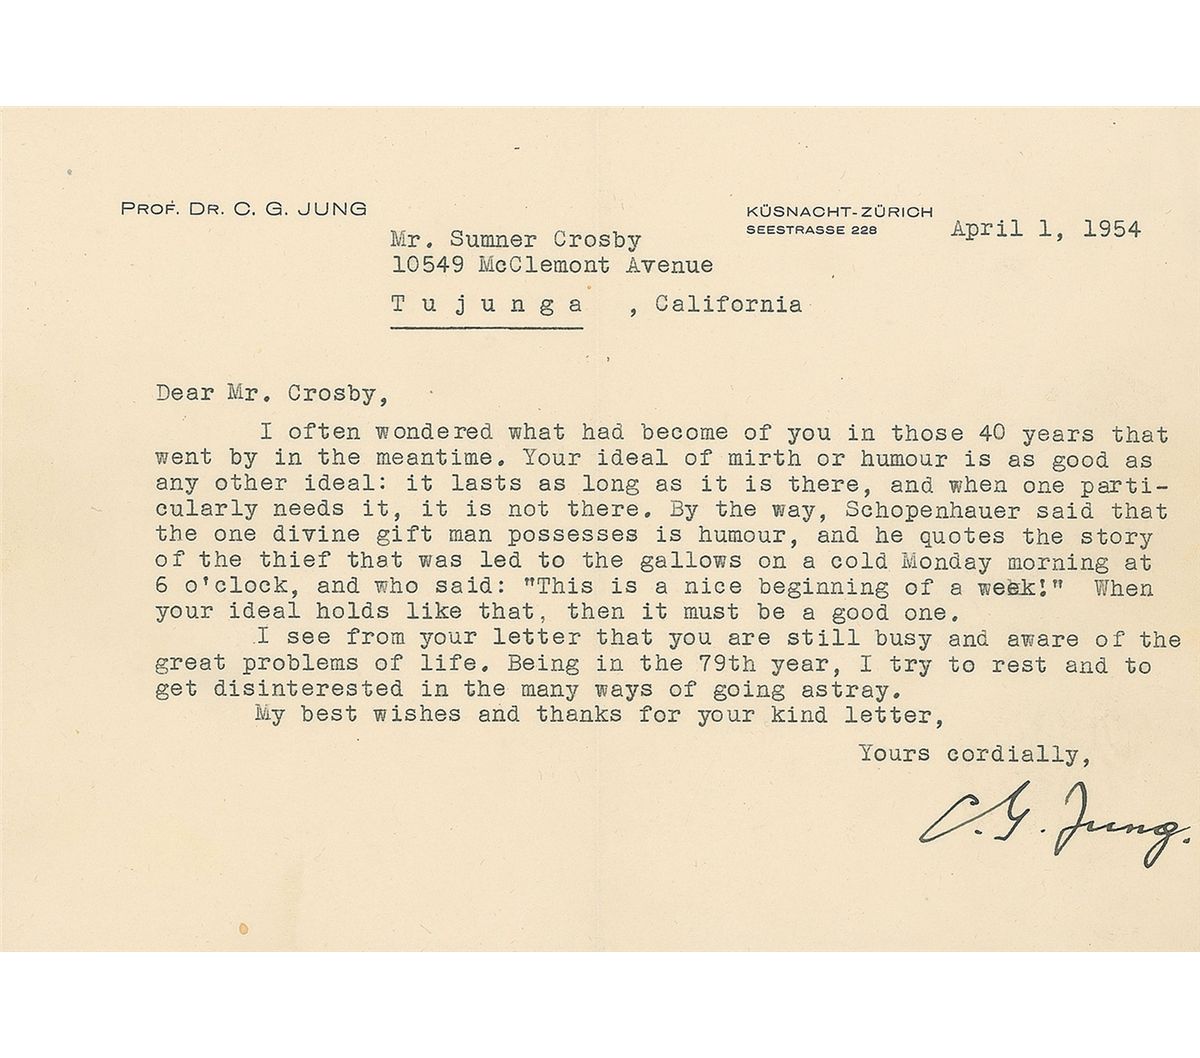 PROF. DR. C. G. JUNG
KÜSNACHT-ZÜRICH
SEESTRASSE 228
April 1, 1954
Mr. Sumner Crosby
10549 McClemont Avenue
T u j u n g a , California
Dear Mr. Crosby,
I often wondered what had become of you in those 40 years that
went by in the meantime. Your ideal of mirth or humour is as good as
any other ideal: it lasts as long as it is there, and when one parti-
cularly needs it, it is not there. By the way, Schopenhauer said that
the one divine gift man possesses is humour, and he quotes the story
of the thief that was led to the gallows on a cold Monday morning at
6 o'clock, and who said: "This is a nice beginning of a week!" When
your ideal holds like that, then it must be a good one.
I see from your letter that you are still busy and aware of the
great problems of life. Being in the 79th year, I try to rest and to
get disinterested in the many ways of going astray.
My best wishes and thanks for your kind letter,
Yours cordially,
C. G. Jung.